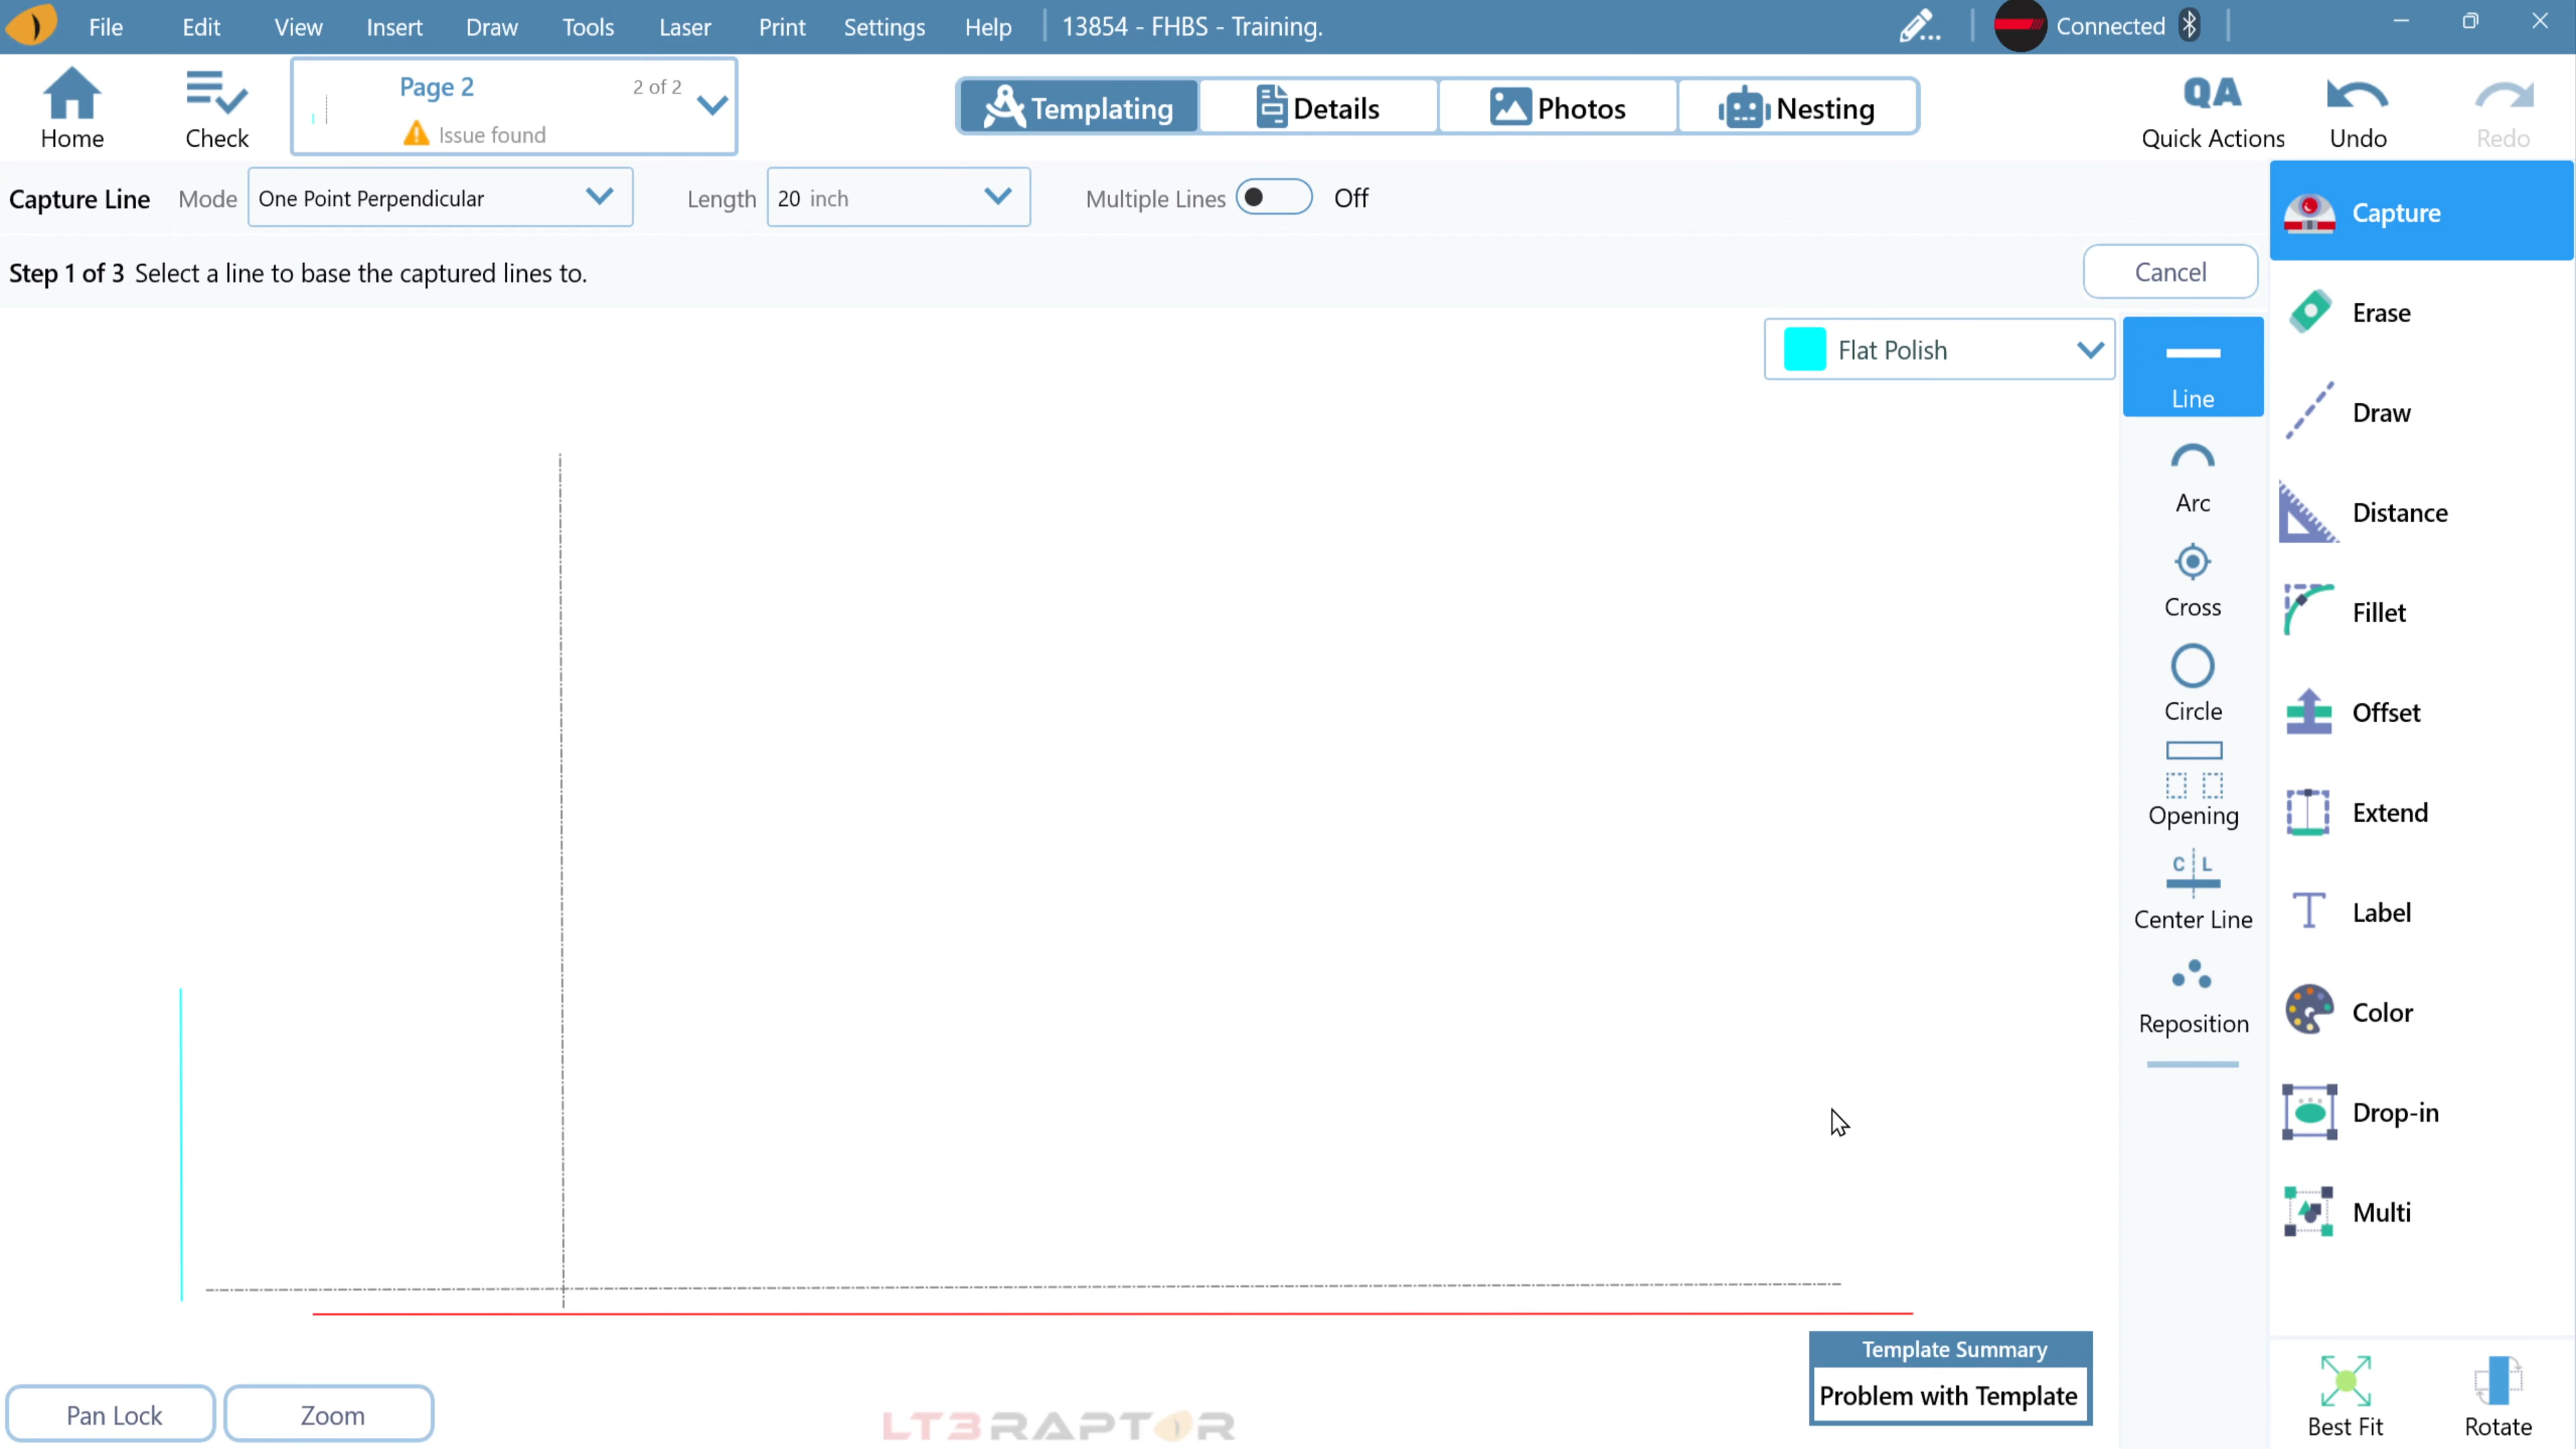 File Edit View Insert Draw Tools Laser Print Settings Help 13854 - FHBS - Training. Connected
Home
Check
Page 2
2 of 2
Issue found
Templating Details Photos Nesting
QA
Quick Actions
Undo
Redo
Capture Line Mode One Point Perpendicular Length 20 inch Multiple Lines Off
Step 1 of 3 Select a line to base the captured lines to.
Cancel
Flat Polish
Line
Arc
Cross
Circle
Opening
C L
Center Line
Reposition
Capture
Erase
Draw
Distance
Fillet
Offset
Extend
Label
Color
Drop-in
Multi
Template Summary
Problem with Template
Pan Lock
Zoom
LT3RAPTOR
Best Fit
Rotate